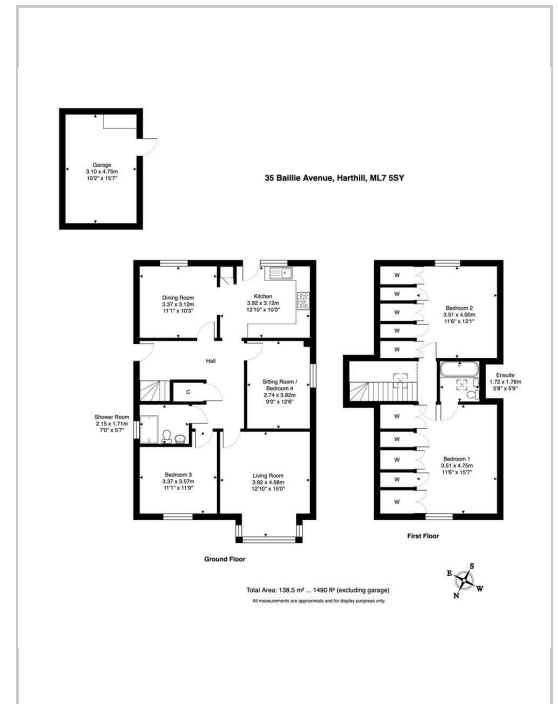 Garage
3.10 x 4.75m
10'2" x 15'7"
35 Baillie Avenue, Harthill, ML7 5SY
Dining Room
3.37 x 3.12m
11'1" x 10'3"
Kitchen
3.92 x 3.12m
12'10" x 10'3"
Hall
Sitting Room /
Bedroom 4
2.74 x 3.82m
9'0" x 12'6"
C
Shower Room
2.15 x 1.71m
7'0" x 5'7"
Bedroom 3
3.37 x 3.57m
11'1" x 11'9"
Living Room
3.92 x 4.58m
12'10" x 15'0"
Ground Floor
W
W
W
W
W
Bedroom 2
3.51 x 4.00m
11'6" x 13'1"
Ensuite
1.72 x 1.76m
5'8" x 5'9"
W
W
W
W
W
Bedroom 1
3.51 x 4.75m
11'6" x 15'7"
First Floor
S
E
W
N
Total Area: 138.5 m² ... 1490 ft² (excluding garage)
All measurements are approximate and for display purposes only.